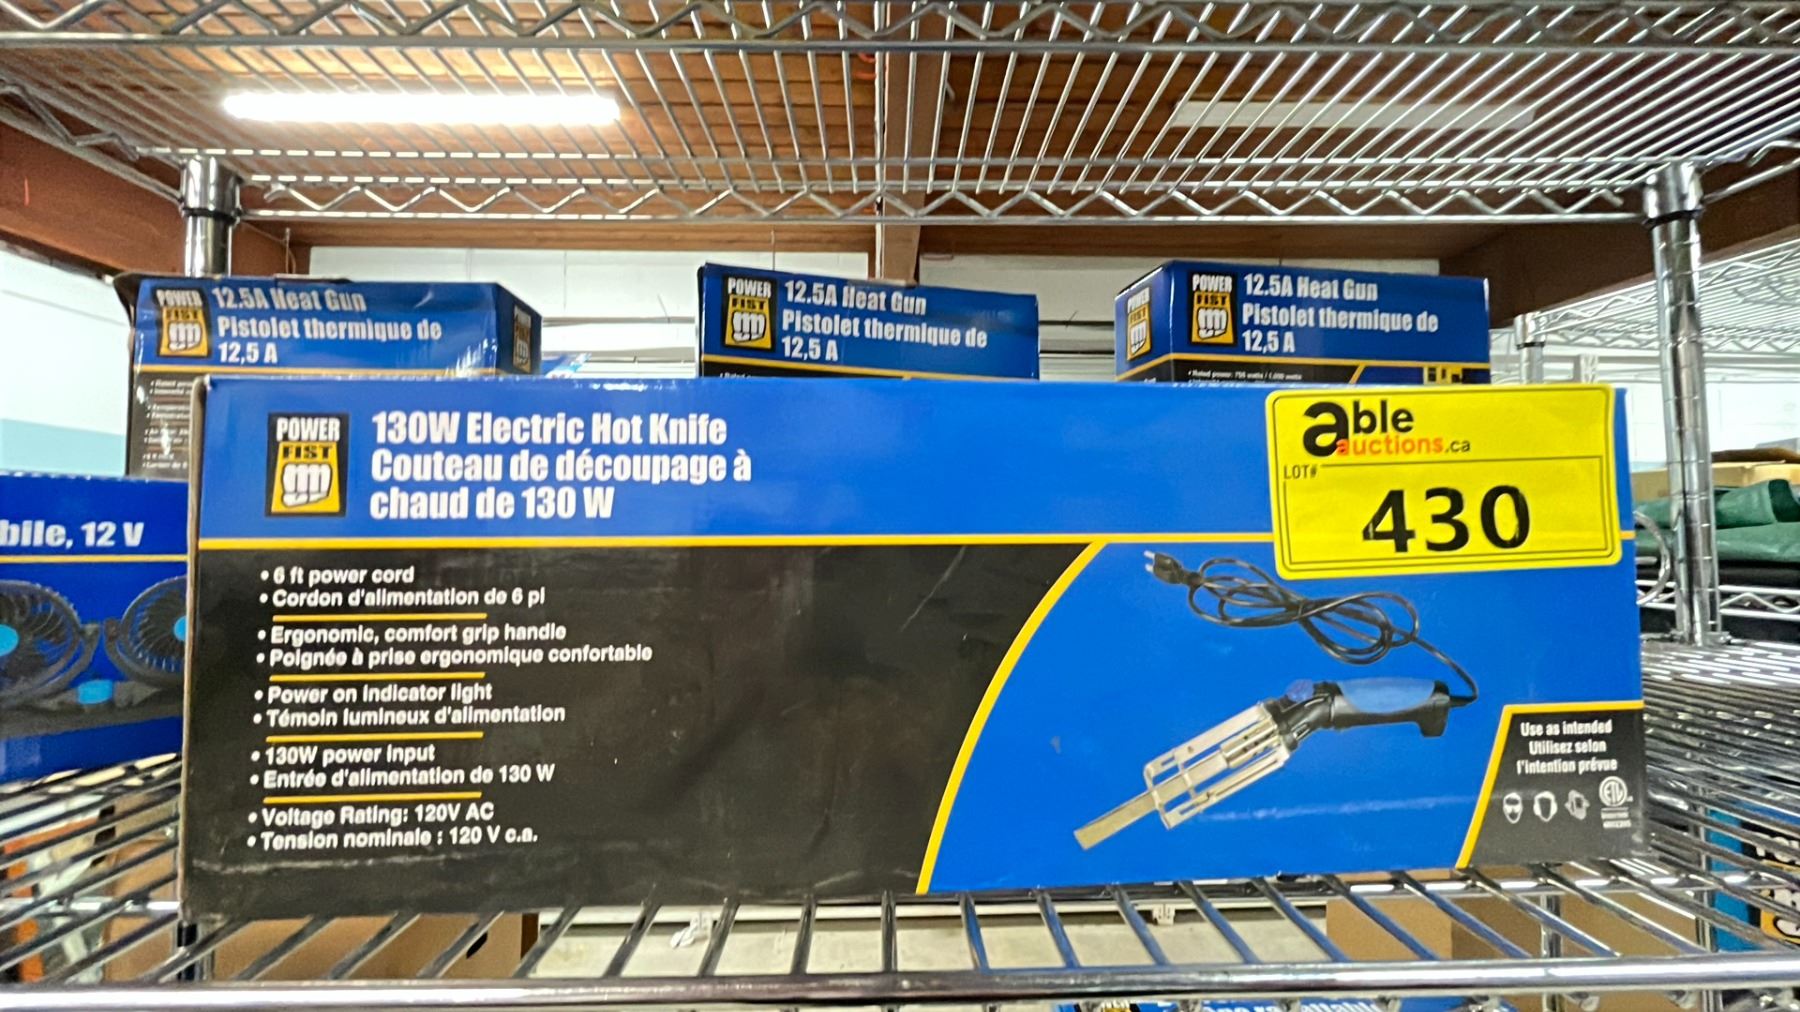 POWER
FIST
12.5A Heat Gun
Pistolet thermique de
12,5 A
POWER
FIST
12.5A Heat Gun
Pistolet thermique de
12,5 A
POWER
FIST
12.5A Heat Gun
Pistolet thermique de
12,5 A
bile, 12 V
POWER
FIST
130W Electric Hot Knife
Couteau de découpage à
chaud de 130 W
able
auctions.ca
LOT#
430
• 6 ft power cord
• Cordon d'alimentation de 6 pi
• Ergonomic, comfort grip handle
• Poignée à prise ergonomique confortable
• Power on indicator light
• Témoin lumineux d'alimentation
• 130W power input
• Entrée d'alimentation de 130 W
• Voltage Rating: 120V AC
• Tension nominale : 120 V c.a.
Use as intended
Utilisez selon
l'intention prévue
ETL